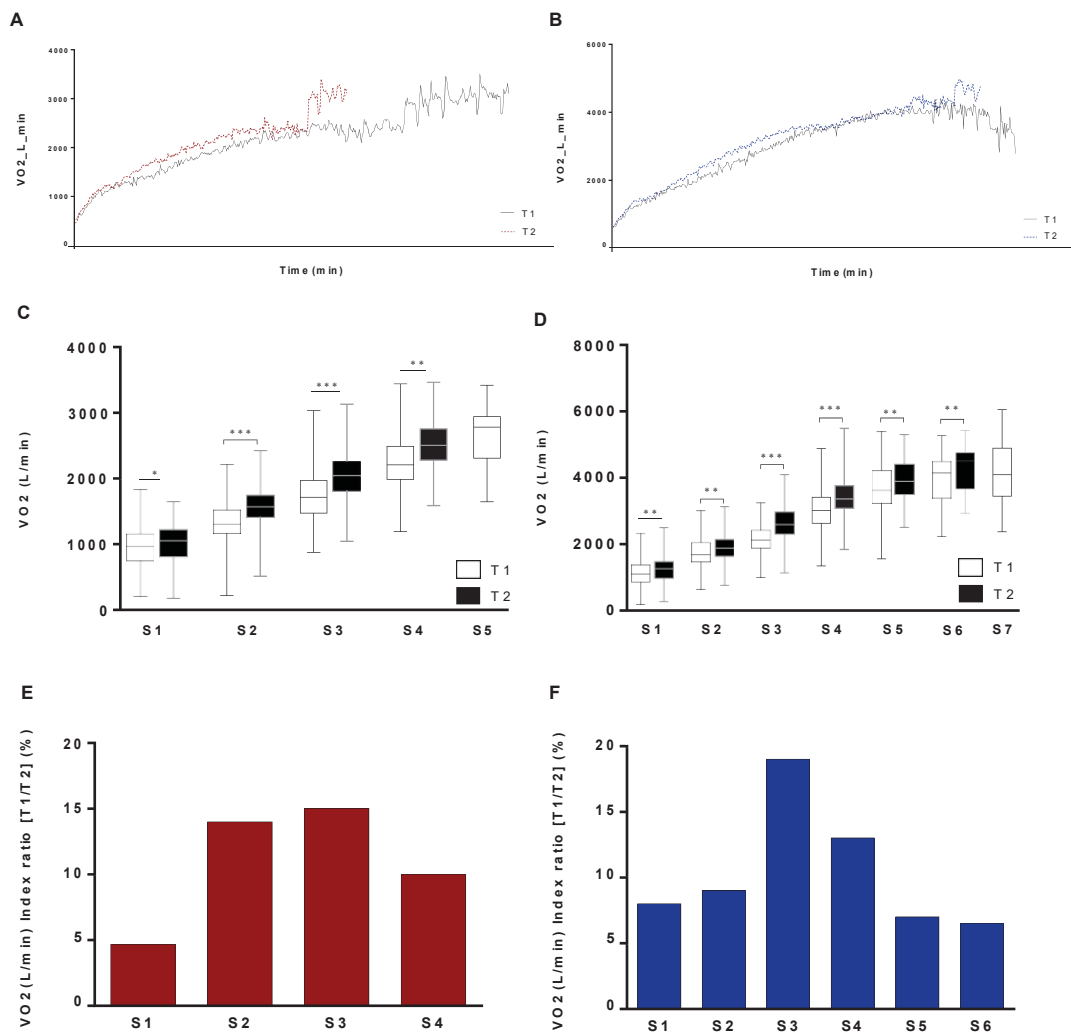 A
4000
3000
2000
1000
0
VO2_L_min
T1
T2
Time (min)
B
6000
4000
2000
0
VO2_L_min
T1
T2
Time (min)
C
4000
3000
2000
1000
0
VO2 (L/min)
*
***
***
**
T1
T2
S1 S2 S3 S4 S5
D
8000
6000
4000
2000
0
VO2 (L/min)
**
**
***
***
**
**
T1
T2
S1 S2 S3 S4 S5 S6 S7
E
20
15
10
5
0
VO2 (L/min) Index ratio [T1/T2] (%)
S1 S2 S3 S4
F
20
15
10
5
0
VO2 (L/min) Index ratio [T1/T2] (%)
S1 S2 S3 S4 S5 S6